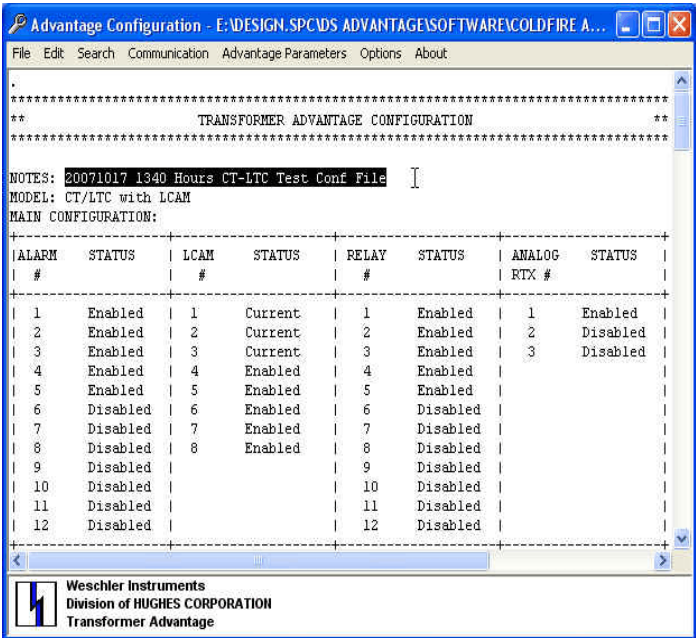 Advantage Configuration - E:\DESIGN.SPC\DS ADVANTAGE\SOFTWARE\COLDFIRE A...
File Edit Search Communication Advantage Parameters Options About
.
******************************************************************************
** TRANSFORMER ADVANTAGE CONFIGURATION **
******************************************************************************
NOTES: 20071017 1340 Hours CT-LTC Test Conf File
MODEL: CT/LTC with LCAM
MAIN CONFIGURATION:
+------------------+-------------------+------------------+-------------------+
|ALARM STATUS | LCAM STATUS | RELAY STATUS | ANALOG STATUS |
| # | # | # | RTX # |
+------------------+-------------------+------------------+-------------------+
| 1 Enabled | 1 Current | 1 Enabled | 1 Enabled |
| 2 Enabled | 2 Current | 2 Enabled | 2 Disabled |
| 3 Enabled | 3 Current | 3 Enabled | 3 Disabled |
| 4 Enabled | 4 Enabled | 4 Enabled | |
| 5 Enabled | 5 Enabled | 5 Enabled | |
| 6 Disabled | 6 Enabled | 6 Disabled | |
| 7 Disabled | 7 Enabled | 7 Disabled | |
| 8 Disabled | 8 Enabled | 8 Disabled | |
| 9 Disabled | | 9 Disabled | |
| 10 Disabled | | 10 Disabled | |
| 11 Disabled | | 11 Disabled | |
| 12 Disabled | | 12 Disabled | |
+------------------+-------------------+------------------+-------------------+
Weschler Instruments
Division of HUGHES CORPORATION
Transformer Advantage